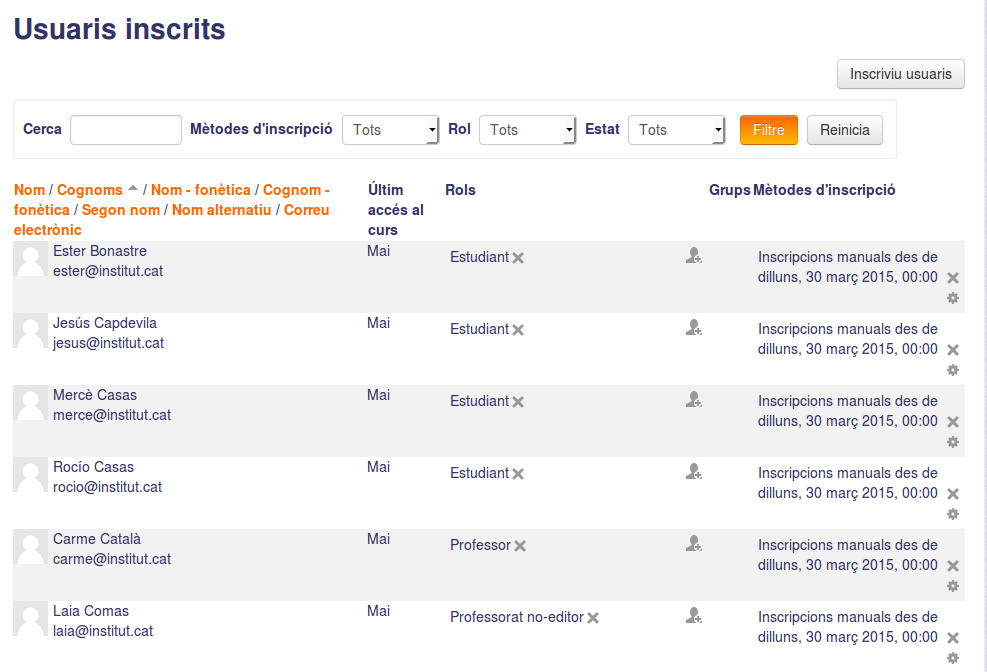 Usuaris inscrits
Inscriviu usuaris
Cerca Mètodes d'inscripció Tots Rol Tots Estat Tots Filtre Reinicia
Nom / Cognoms / Nom - fonètica / Cognom -
fonètica / Segon nom / Nom alternatiu / Correu
electrònic
Últim
accés al
curs
Rols
Grups Mètodes d'inscripció
Ester Bonastre
ester@institut.cat
Mai
Estudiant
Inscripcions manuals des de
dilluns, 30 març 2015, 00:00
Jesús Capdevila
jesus@institut.cat
Mai
Estudiant
Inscripcions manuals des de
dilluns, 30 març 2015, 00:00
Mercè Casas
merce@institut.cat
Mai
Estudiant
Inscripcions manuals des de
dilluns, 30 març 2015, 00:00
Rocío Casas
rocio@institut.cat
Mai
Estudiant
Inscripcions manuals des de
dilluns, 30 març 2015, 00:00
Carme Català
carme@institut.cat
Mai
Professor
Inscripcions manuals des de
dilluns, 30 març 2015, 00:00
Laia Comas
laia@institut.cat
Mai
Professorat no-editor
Inscripcions manuals des de
dilluns, 30 març 2015, 00:00